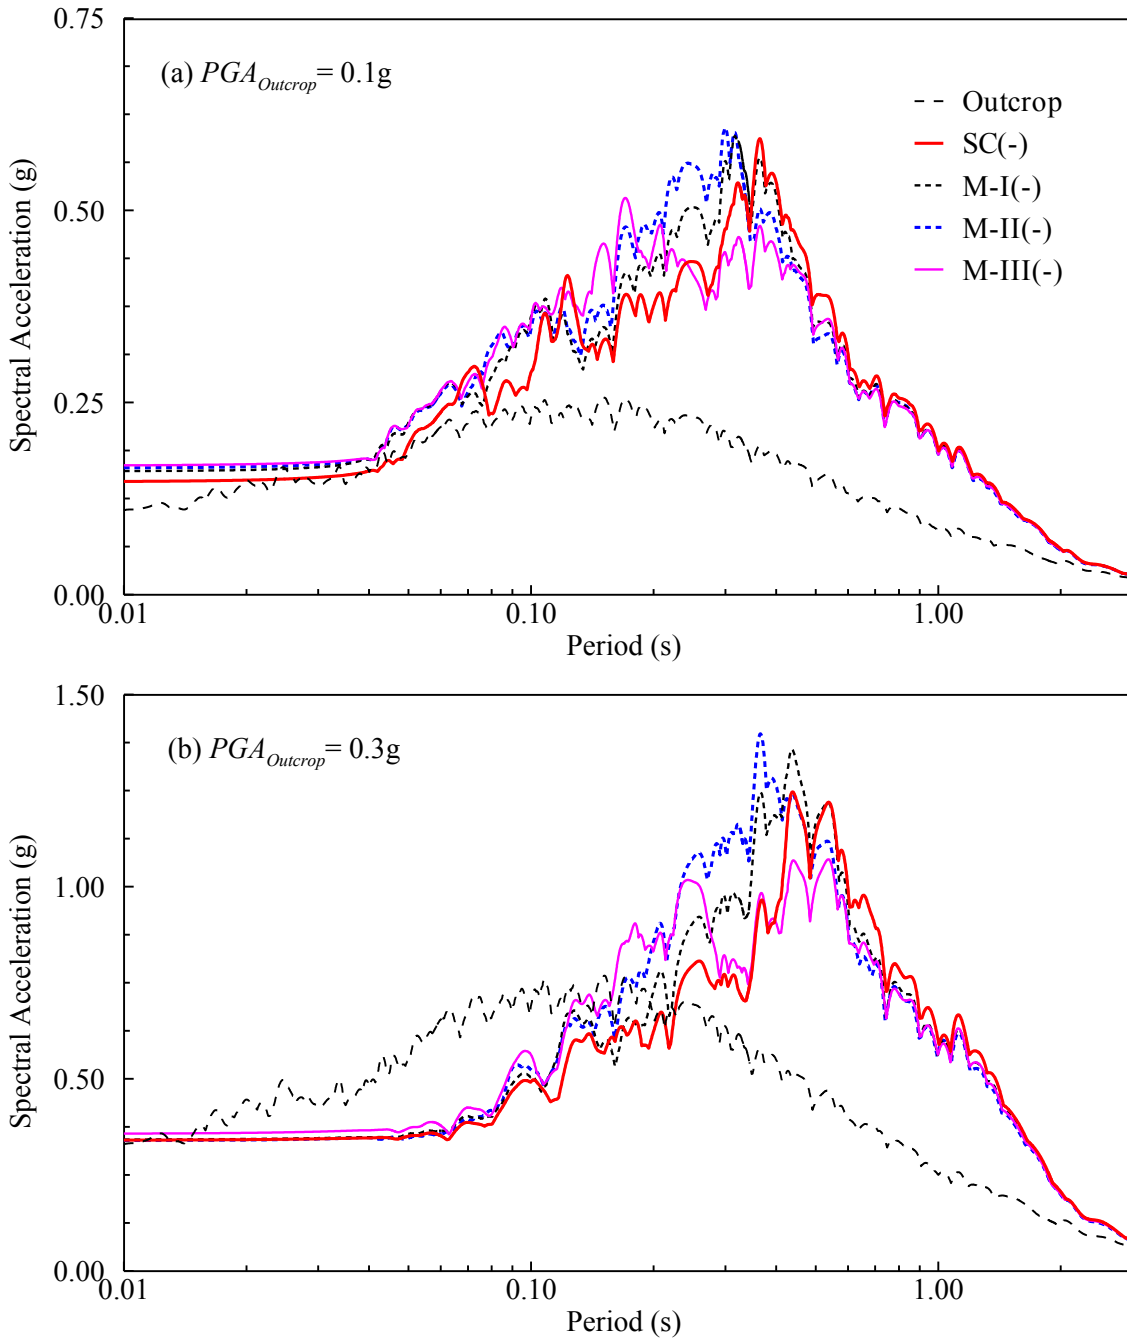 0.75
(a) PGA_Outcrop= 0.1g
Outcrop
SC(-)
M-I(-)
M-II(-)
M-III(-)
0.50
0.25
0.00
Spectral Acceleration (g)
0.01 0.10 1.00
Period (s)
1.50
(b) PGA_Outcrop= 0.3g
1.00
0.50
0.00
Spectral Acceleration (g)
0.01 0.10 1.00
Period (s)